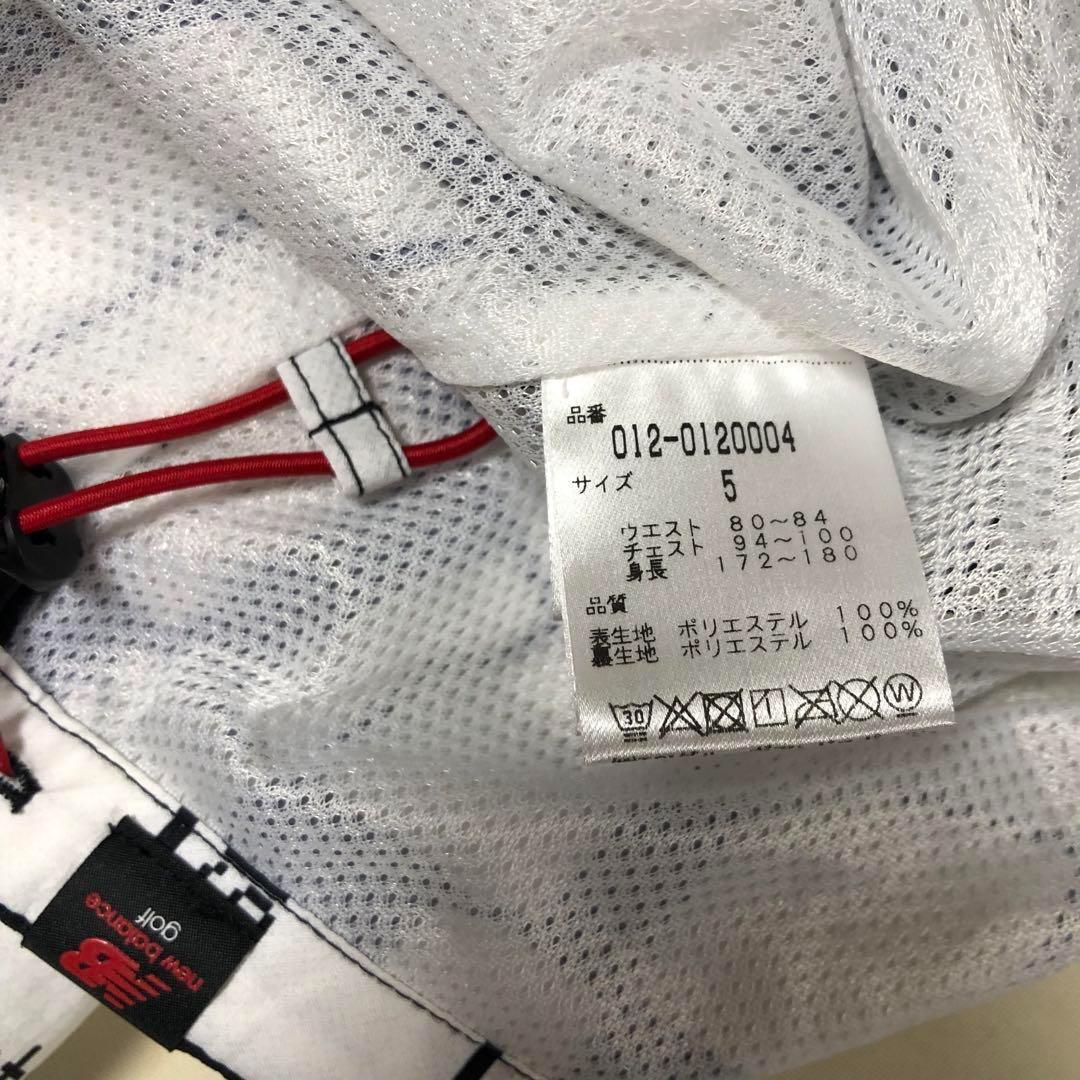 品番
012-0120004
サイズ 5
ウエスト 80～84
チェスト 94～100
身長 172～180
品質
表生地 ポリエステル 100%
裏生地 ポリエステル 100%
30 W
new balance
golf